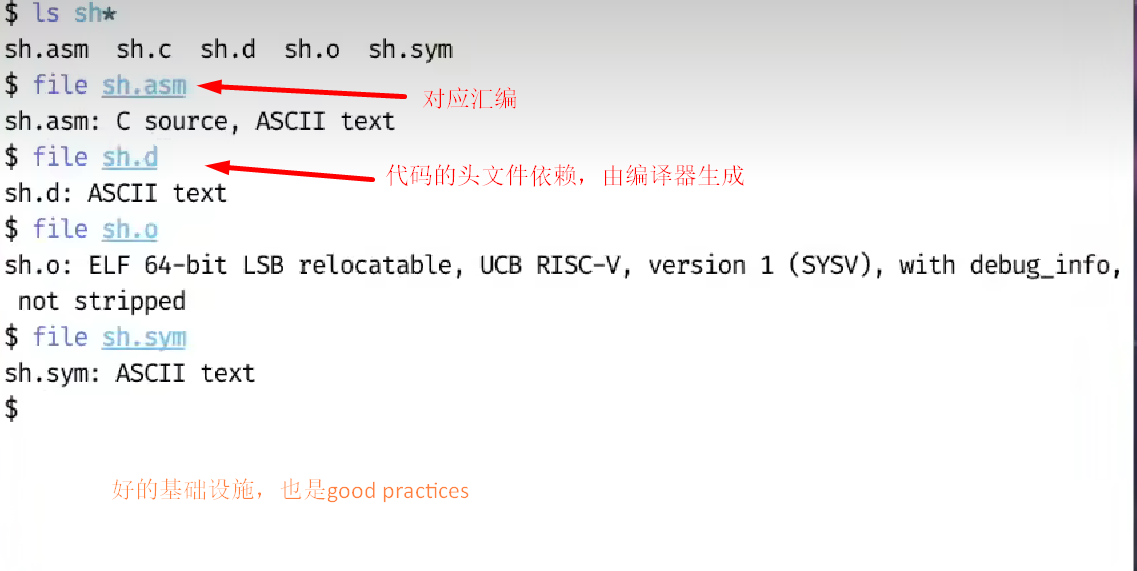 $ ls sh*
sh.asm  sh.c  sh.d  sh.o  sh.sym
$ file sh.asm
对应汇编
sh.asm: C source, ASCII text
$ file sh.d
代码的头文件依赖，由编译器生成
sh.d: ASCII text
$ file sh.o
sh.o: ELF 64-bit LSB relocatable, UCB RISC-V, version 1 (SYSV), with debug_info,
not stripped
$ file sh.sym
sh.sym: ASCII text
$
好的基础设施，也是good practices